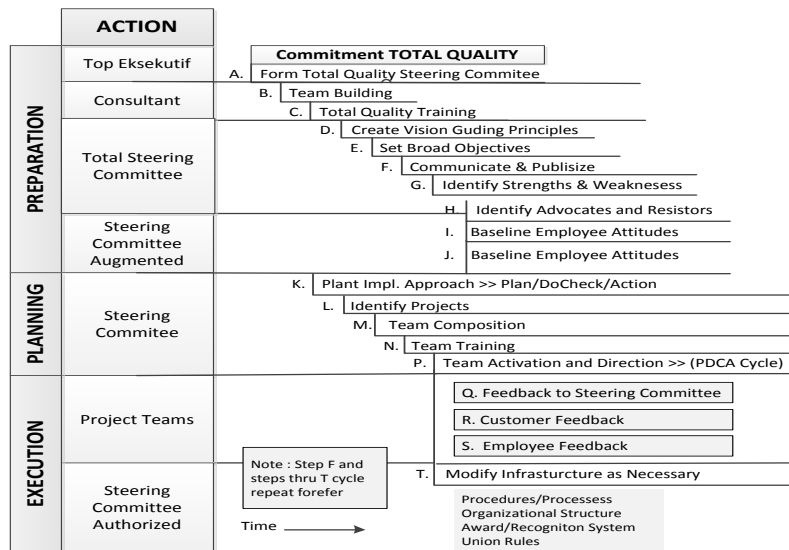 ACTION
PREPARATION
Top Eksekutif
Commitment TOTAL QUALITY
A. Form Total Quality Steering Commitee
Consultant
B. Team Building
C. Total Quality Training
Total Steering
Committee
D. Create Vision Guding Principles
E. Set Broad Objectives
F. Communicate & Publisize
G. Identify Strengths & Weaknesess
Steering
Committee
Augmented
H. Identify Advocates and Resistors
I. Baseline Employee Attitudes
J. Baseline Employee Attitudes
PLANNING
Steering
Commitee
K. Plant Impl. Approach >> Plan/DoCheck/Action
L. Identify Projects
M. Team Composition
N. Team Training
P. Team Activation and Direction >> (PDCA Cycle)
EXECUTION
Project Teams
Q. Feedback to Steering Committee
R. Customer Feedback
S. Employee Feedback
Steering
Committee
Authorized
Note : Step F and
steps thru T cycle
repeat forefer
Time
T. Modify Infrasturcture as Necessary
Procedures/Processess
Organizational Structure
Award/Recogniton System
Union Rules